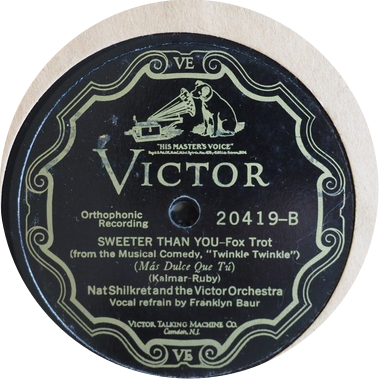 VE
"HIS MASTER'S VOICE"
VICTOR
Orthophonic
Recording
20419-B
SWEETER THAN YOU-Fox Trot
(from the Musical Comedy, "Twinkle Twinkle")
(Más Dulce Que Tú)
(Kalmar-Ruby)
Nat Shilkret and the Victor Orchestra
Vocal refrain by Franklyn Baur
VICTOR TALKING MACHINE CO.
Camden, N.J.
VE